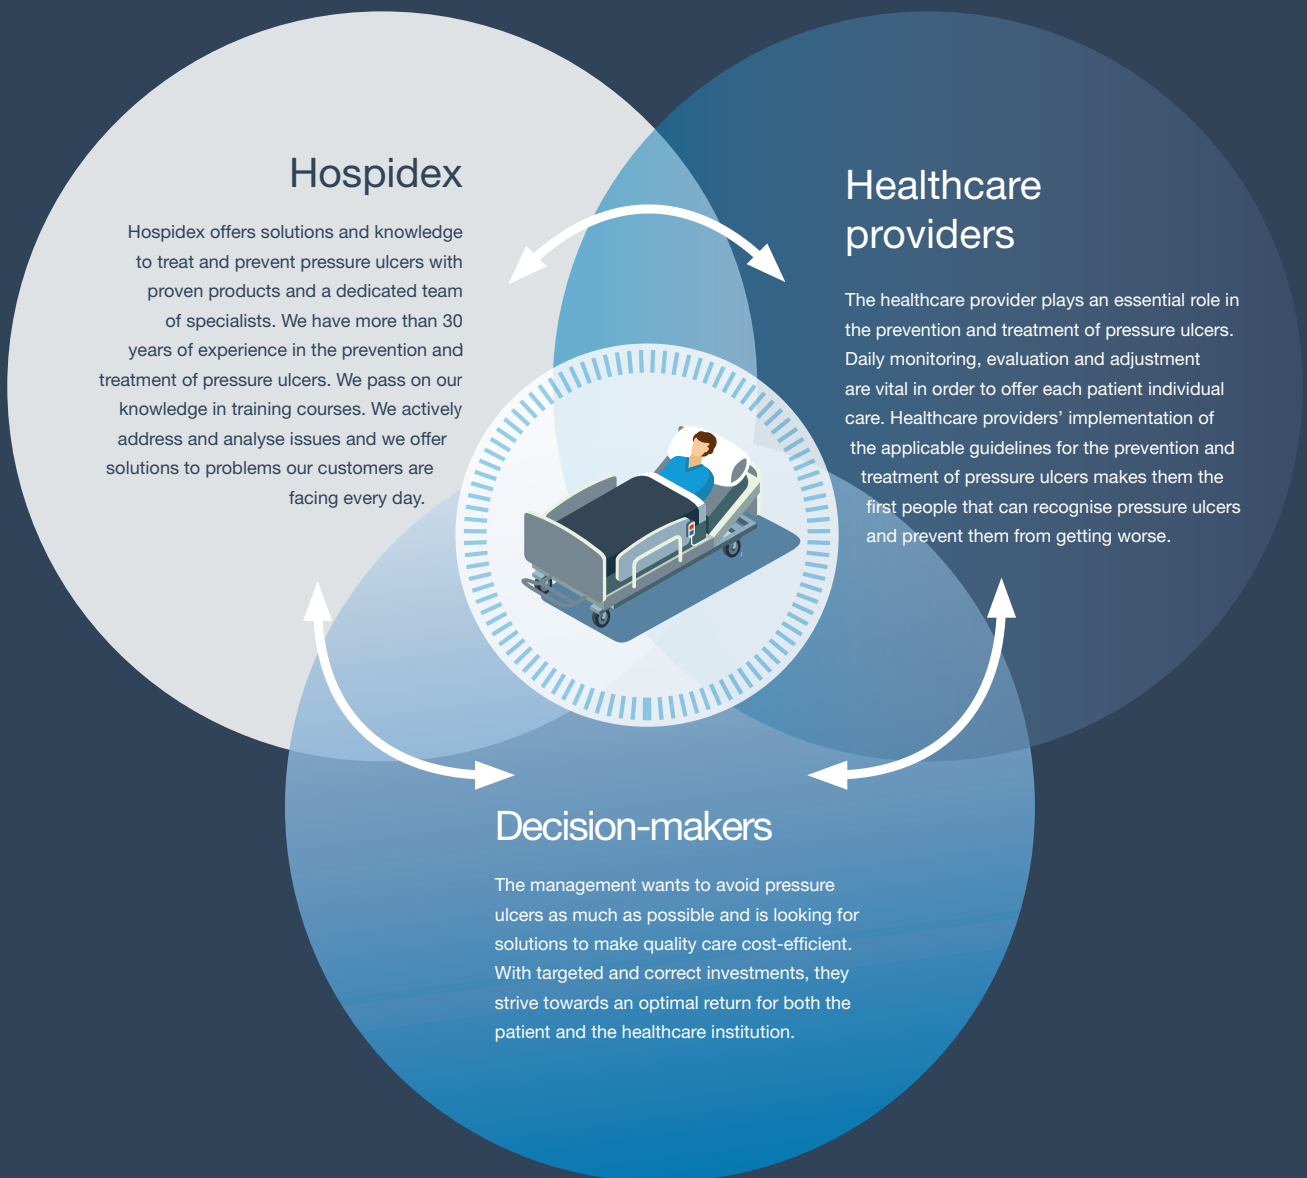 Hospidex
Hospidex offers solutions and knowledge
to treat and prevent pressure ulcers with
proven products and a dedicated team
of specialists. We have more than 30
years of experience in the prevention and
treatment of pressure ulcers. We pass on our
knowledge in training courses. We actively
address and analyse issues and we offer
solutions to problems our customers are
facing every day.
Healthcare
providers
The healthcare provider plays an essential role in
the prevention and treatment of pressure ulcers.
Daily monitoring, evaluation and adjustment
are vital in order to offer each patient individual
care. Healthcare providers’ implementation of
the applicable guidelines for the prevention and
treatment of pressure ulcers makes them the
first people that can recognise pressure ulcers
and prevent them from getting worse.
Decision-makers
The management wants to avoid pressure
ulcers as much as possible and is looking for
solutions to make quality care cost-efficient.
With targeted and correct investments, they
strive towards an optimal return for both the
patient and the healthcare institution.